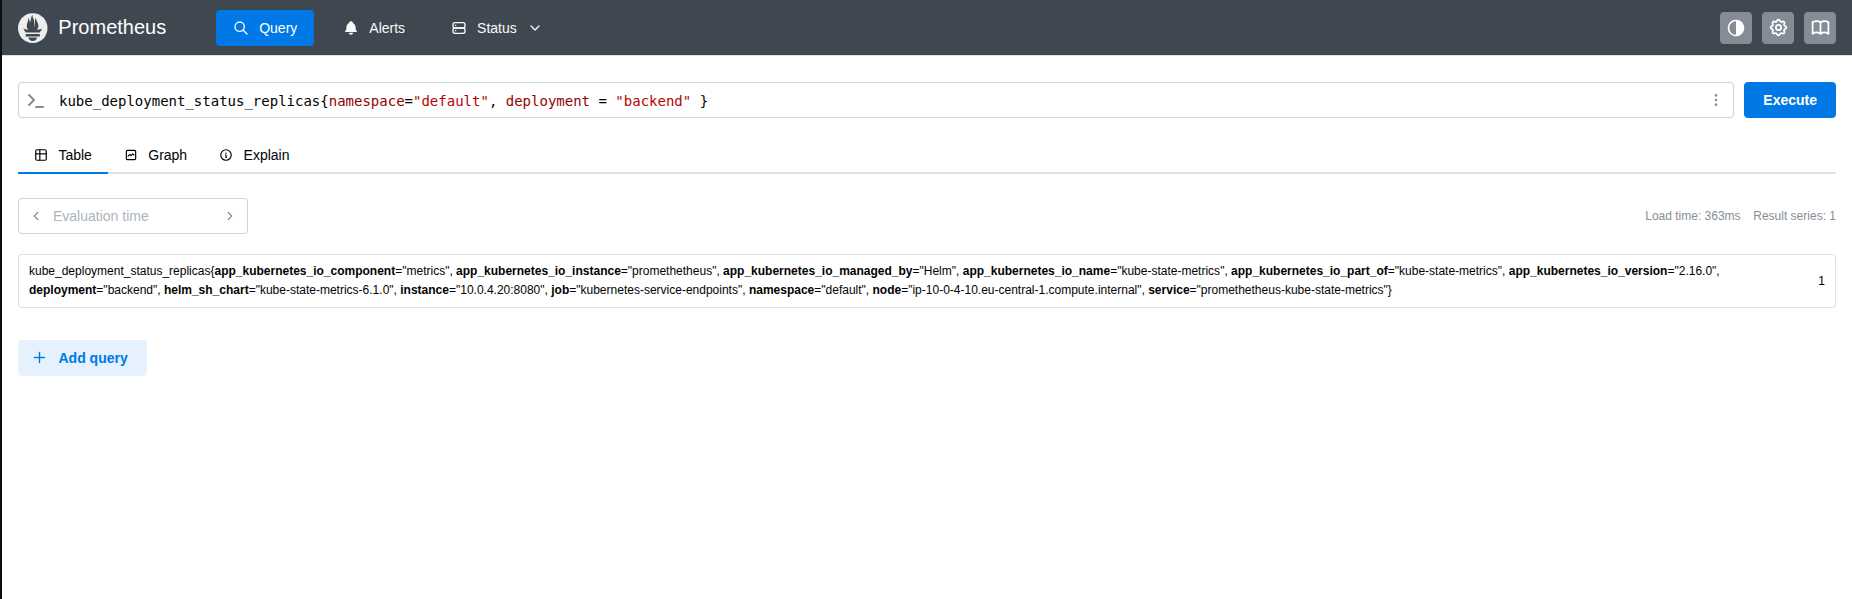 Prometheus Query Alerts Status
kube_deployment_status_replicas{namespace="default", deployment = "backend" }
Execute
Table Graph Explain
Evaluation time
Load time: 363ms Result series: 1
kube_deployment_status_replicas{app_kubernetes_io_component="metrics", app_kubernetes_io_instance="promethetheus", app_kubernetes_io_managed_by="Helm", app_kubernetes_io_name="kube-state-metrics", app_kubernetes_io_part_of="kube-state-metrics", app_kubernetes_io_version="2.16.0",
deployment="backend", helm_sh_chart="kube-state-metrics-6.1.0", instance="10.0.4.20:8080", job="kubernetes-service-endpoints", namespace="default", node="ip-10-0-4-10.eu-central-1.compute.internal", service="promethetheus-kube-state-metrics"}
1
Add query